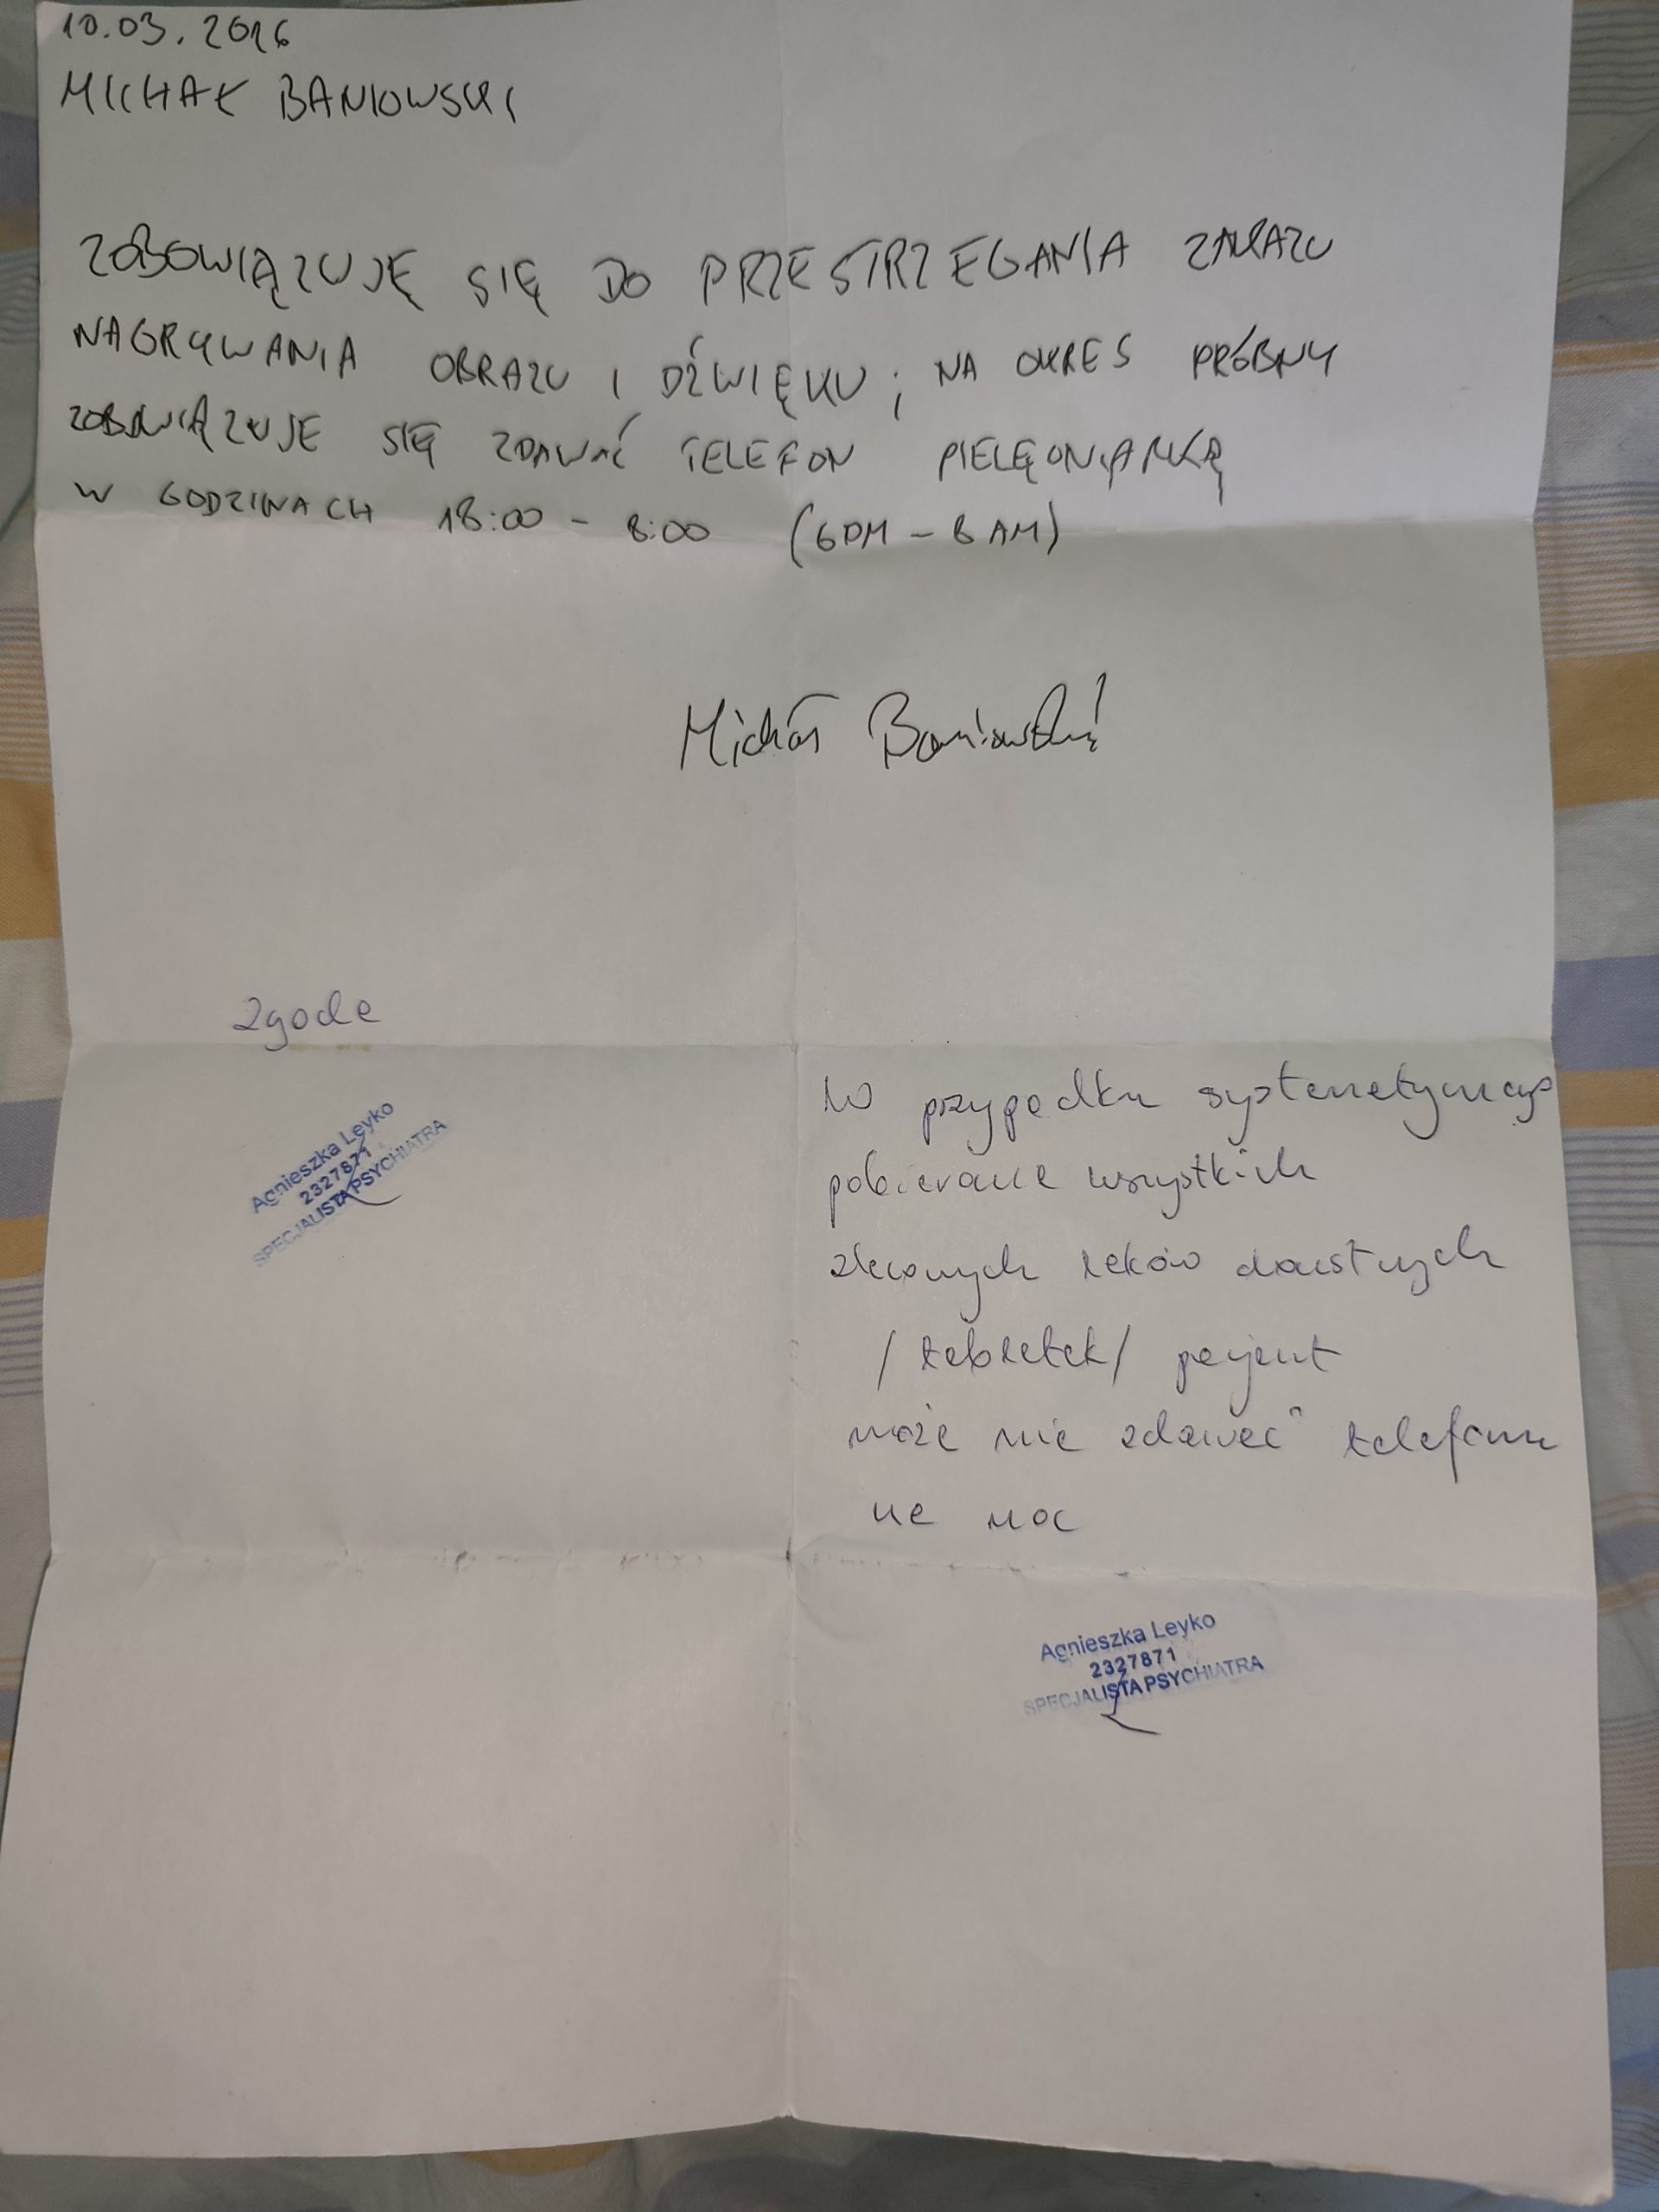 10.03.2026
MICHAŁ BANIOWSKI
ZOBOWIĄZUJĘ SIĘ DO PRZESTRZEGANIA ZAKAZU
NAGRYWANIA OBRAZU I DŹWIĘKU; NA OKRES PRÓBNY
ZOBOWIĄZUJE SIĘ ZDAWAĆ TELEFON PIELĘGNIARKĄ
W GODZINACH 18:00 - 8:00 (6PM - 8AM)
Michał Baniowski
Zgoda
Agnieszka Leyko
2327871
SPECJALISTA PSYCHIATRA
W przypadku systematycznego
pobierania wszystkich
zleconych leków doustnych
/tabletek/ pacjent
może nie zdawać telefonu
na noc
Agnieszka Leyko
2327871
SPECJALISTA PSYCHIATRA